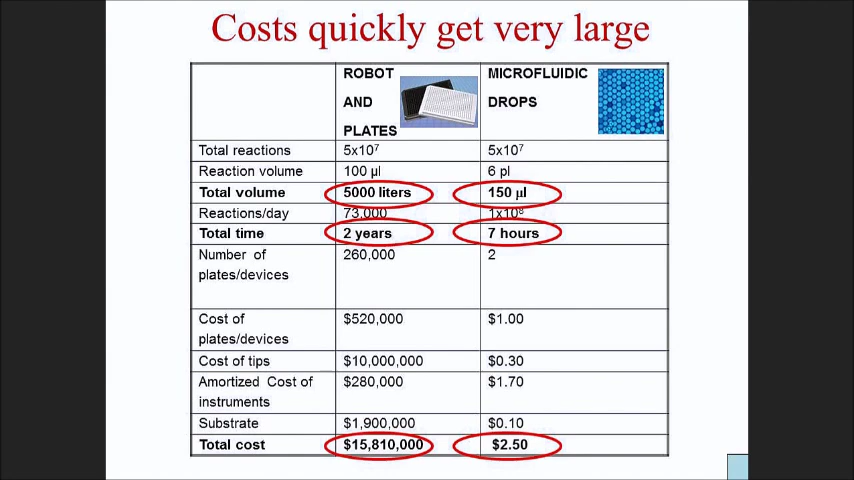 Costs quickly get very large
ROBOT AND PLATES MICROFLUIDIC DROPS
Total reactions 5x10⁷ 5x10⁷
Reaction volume 100 µl 6 pl
Total volume 5000 liters 150 µl
Reactions/day 73,000 1x10⁸
Total time 2 years 7 hours
Number of plates/devices 260,000 2
Cost of plates/devices $520,000 $1.00
Cost of tips $10,000,000 $0.30
Amortized Cost of instruments $280,000 $1.70
Substrate $1,900,000 $0.10
Total cost $15,810,000 $2.50